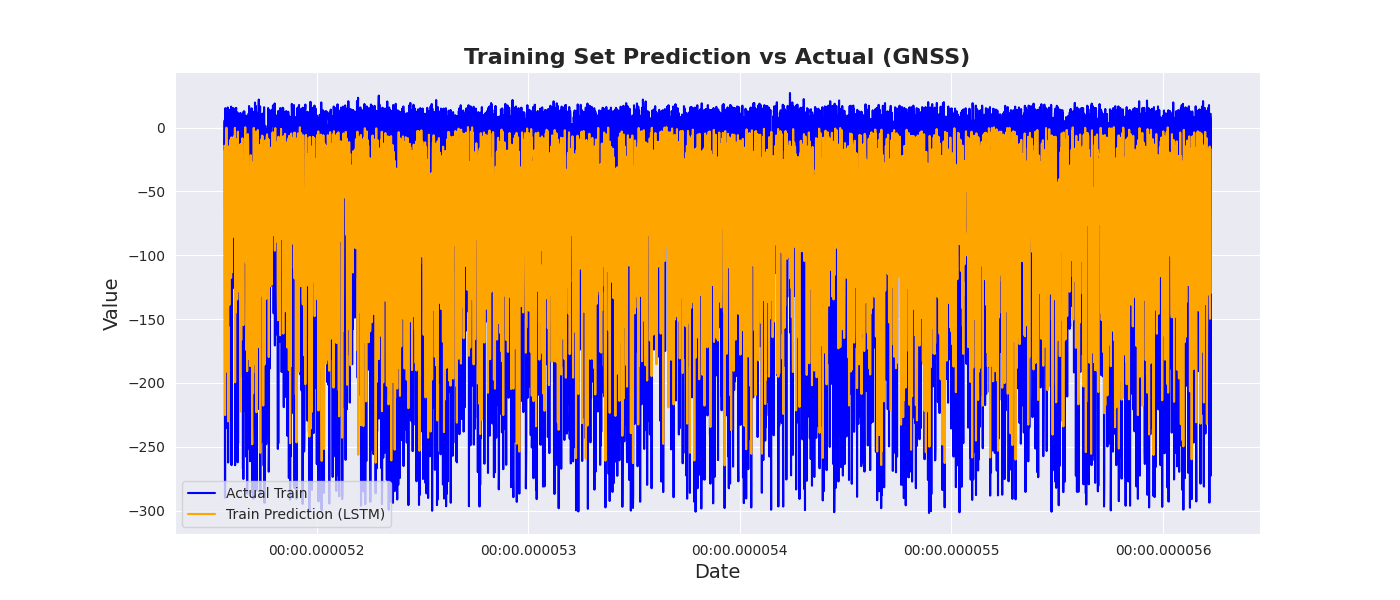 Training Set Prediction vs Actual (GNSS)
Value
0
−50
−100
−150
−200
−250
−300
Actual Train
Train Prediction (LSTM)
00:00.000052
00:00.000053
00:00.000054
00:00.000055
00:00.000056
Date